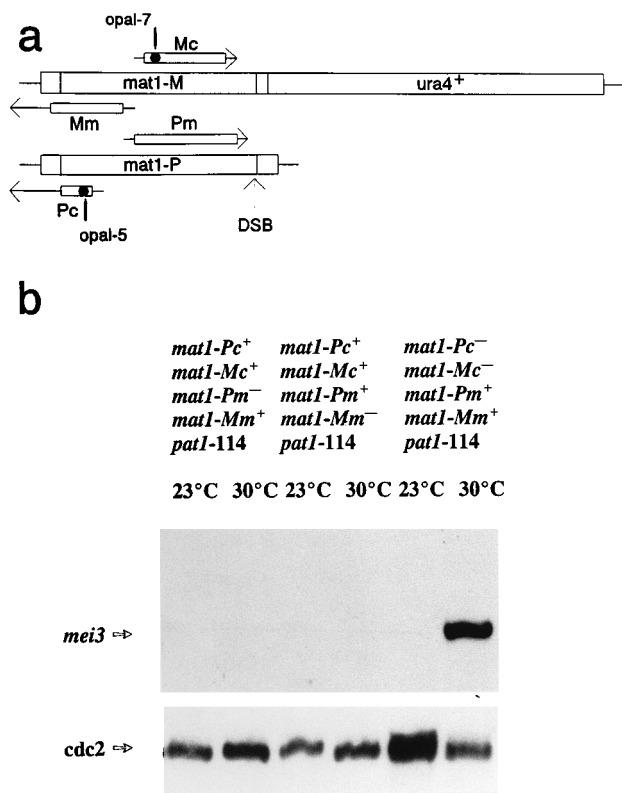 a
opal-7
Mc
mat1-M ura4+
Mm
Pm
mat1-P
Pc
opal-5
DSB
b
mat1-Pc+ mat1-Pc+ mat1-Pc−
mat1-Mc+ mat1-Mc+ mat1-Mc−
mat1-Pm− mat1-Pm+ mat1-Pm+
mat1-Mm+ mat1-Mm− mat1-Mm+
pat1-114 pat1-114 pat1-114
23°C 30°C 23°C 30°C 23°C 30°C
mei3 ⇨
cdc2 ⇨